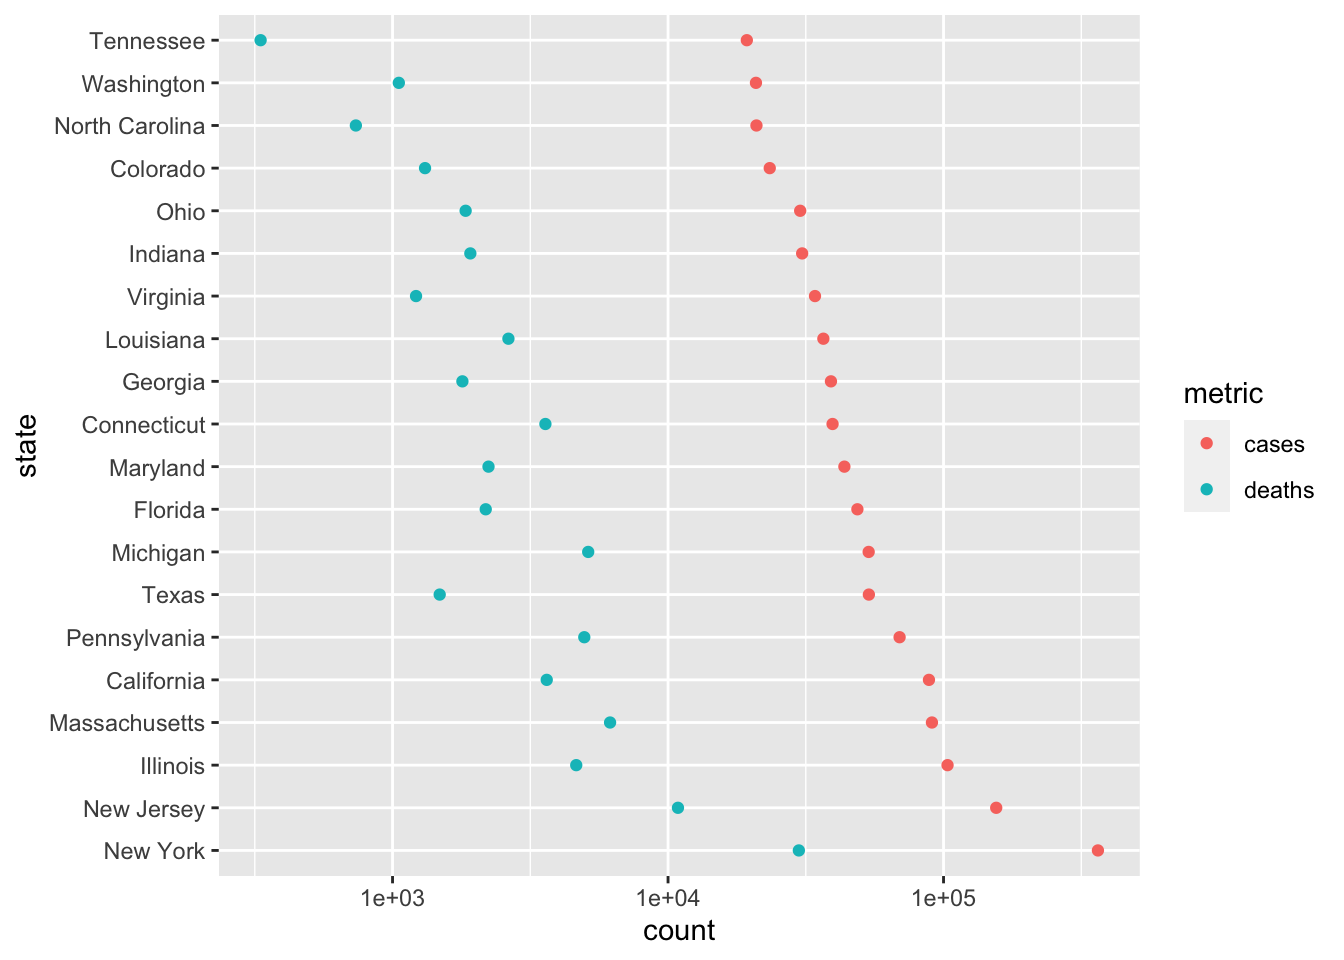 Tennessee
Washington
North Carolina
Colorado
Ohio
Indiana
Virginia
Louisiana
Georgia
Connecticut
Maryland
Florida
Michigan
Texas
Pennsylvania
California
Massachusetts
Illinois
New Jersey
New York
state
1e+03 1e+04 1e+05
count
metric
cases
deaths